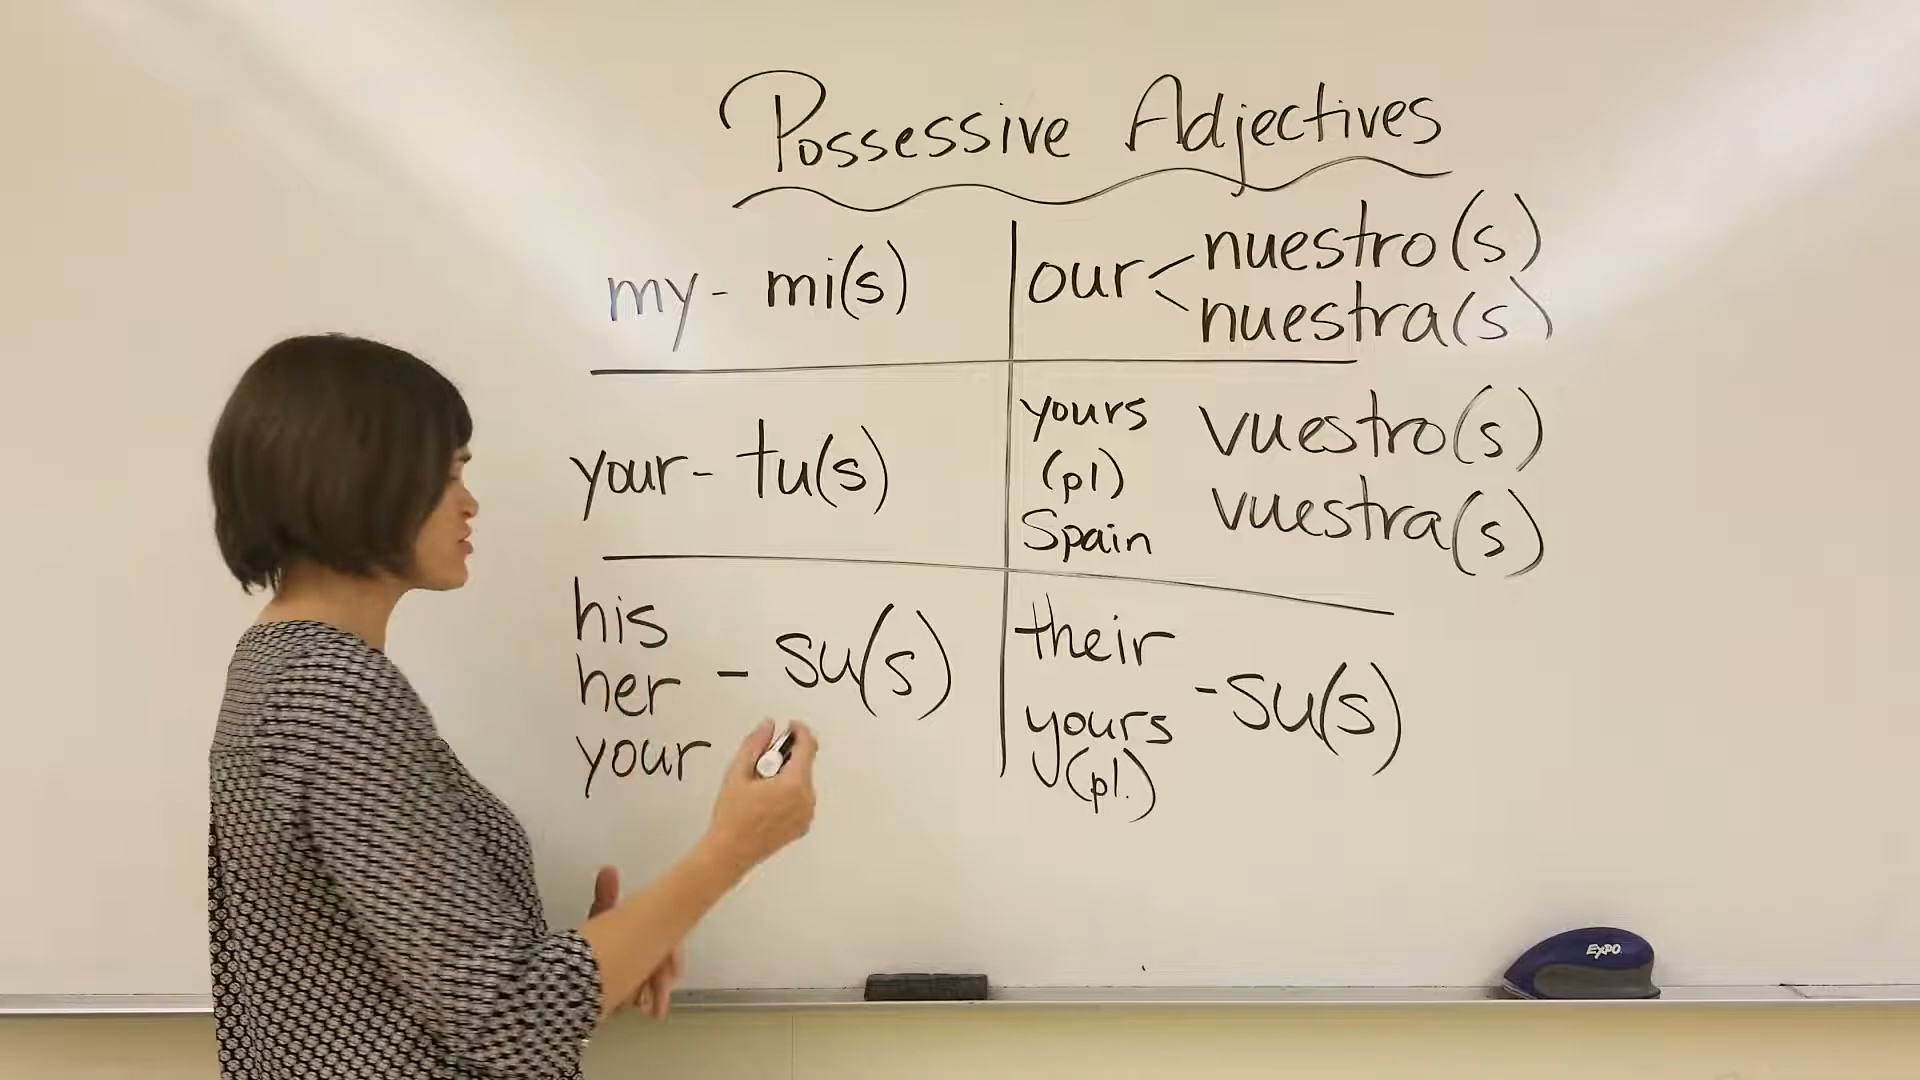 Possessive Adjectives
my - mi(s)
our < nuestro(s)
nuestra(s)
your - tu(s)
yours
(pl)
Spain
vuestro(s)
vuestra(s)
his
her
your
- su(s)
their
yours
(pl.)
- su(s)
EXPO